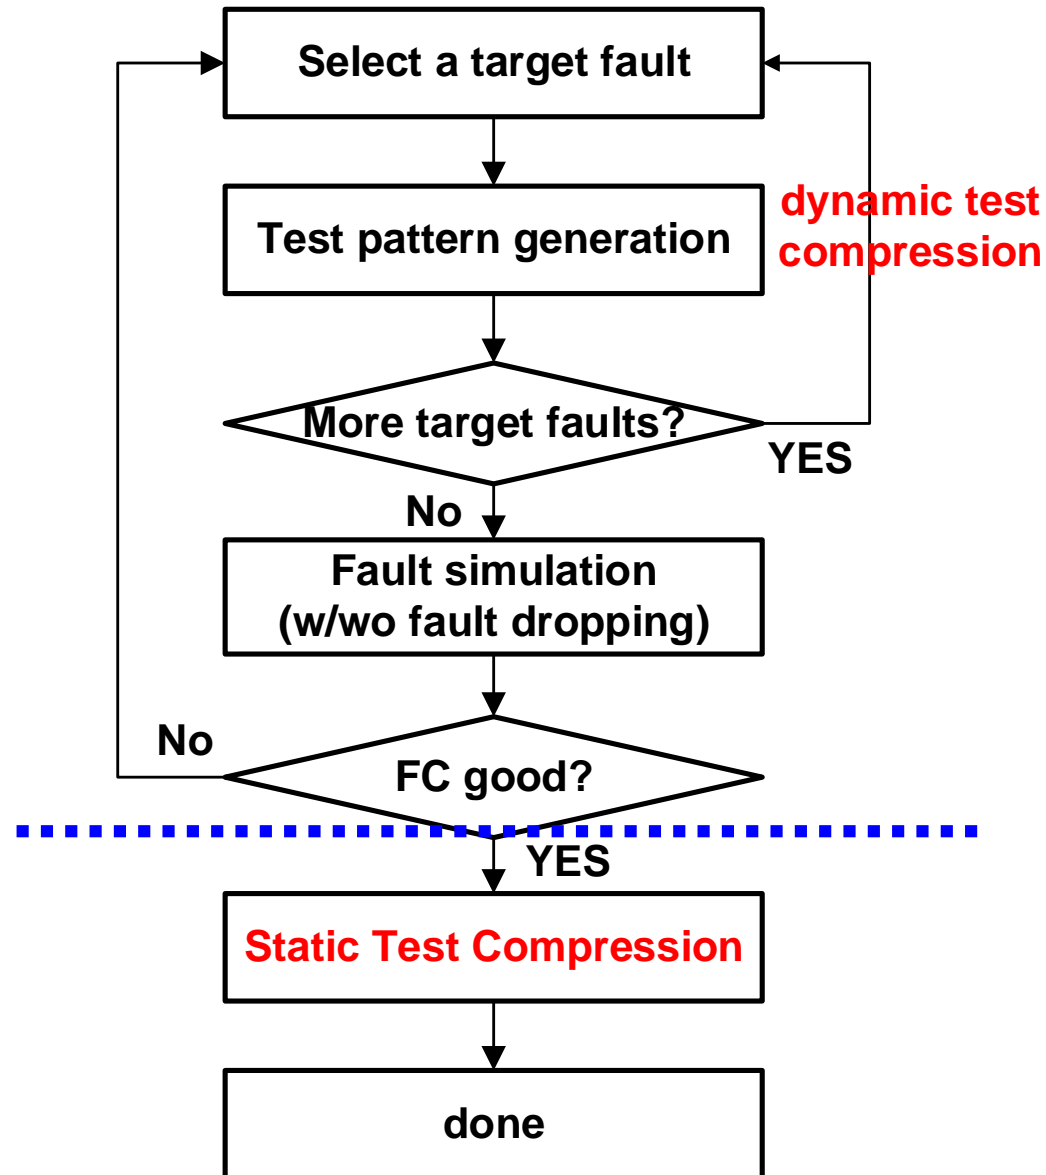 Select a target fault
dynamic test
compression
Test pattern generation
More target faults?
YES
No
Fault simulation
(w/wo fault dropping)
No
FC good?
YES
Static Test Compression
done